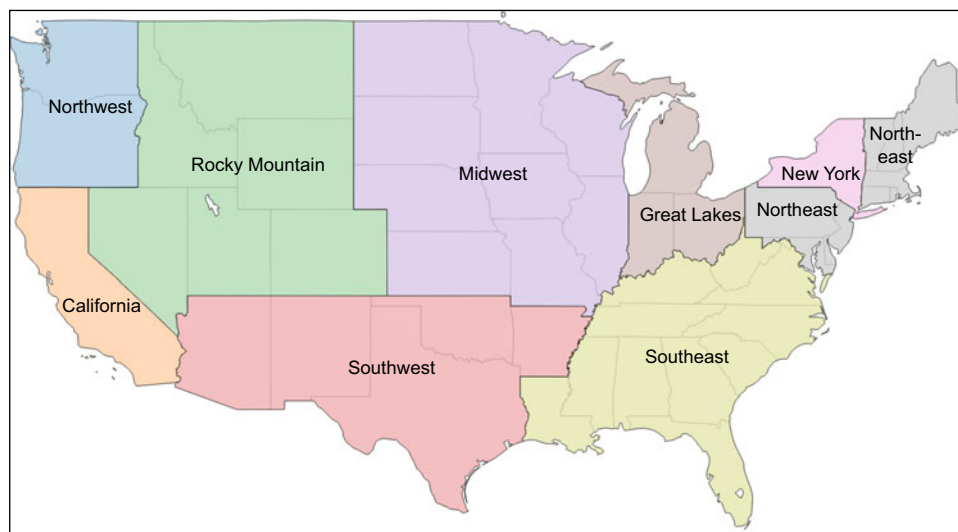 Northwest
Rocky Mountain
Midwest
North-
east
New York
Great Lakes
Northeast
California
Southwest
Southeast